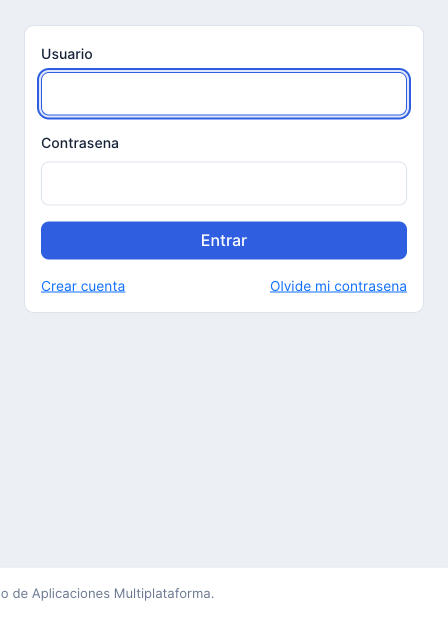 Usuario
Contrasena
Entrar
Crear cuenta
Olvide mi contrasena
o de Aplicaciones Multiplataforma.